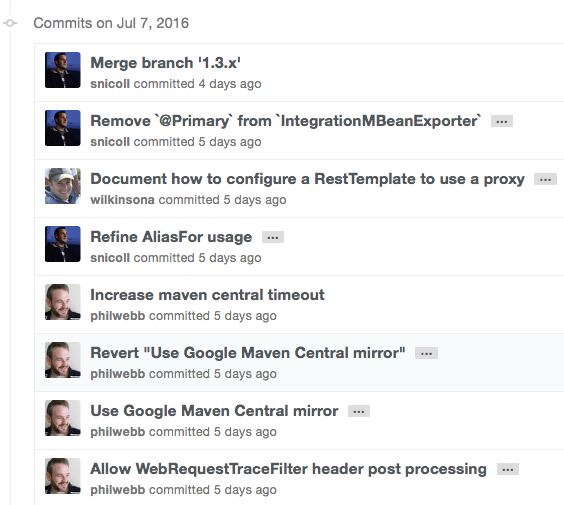 Commits on Jul 7, 2016
Merge branch '1.3.x'
snicoll committed 4 days ago
Remove `@Primary` from `IntegrationMBeanExporter` ...
snicoll committed 5 days ago
Document how to configure a RestTemplate to use a proxy ...
wilkinsona committed 5 days ago
Refine AliasFor usage ...
snicoll committed 5 days ago
Increase maven central timeout
philwebb committed 5 days ago
Revert "Use Google Maven Central mirror" ...
philwebb committed 5 days ago
Use Google Maven Central mirror ...
philwebb committed 5 days ago
Allow WebRequestTraceFilter header post processing ...
philwebb committed 5 days ago